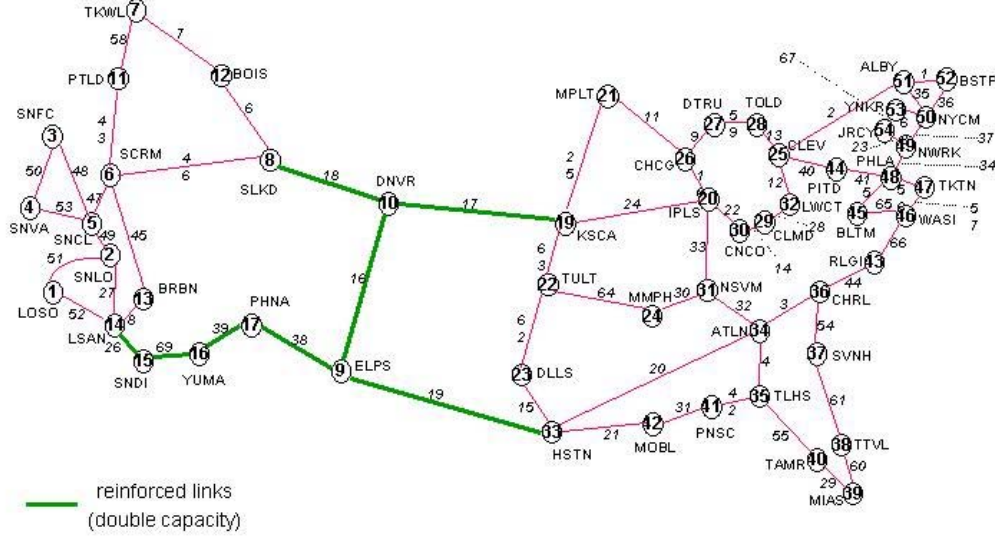 TKWL 7
58 7
PTLD 11 12 BOIS
SNFC
3
4
3
6
50 48 SCRM
6
4
6
8
SLKD
47
4 53 5
SNVA
SNCL
49
45
51 2
SNLO
1
LOSO
27
13 BRBN
52 8
14
LSAN
26
15
SNDI
69
16
YUMA
39
PHNA
17
38
18
DNVR
10
17
16
9 ELPS
19
MPLT 21
11
2
5
19
KSCA
24
6
3
TULT
22
64
MMPH
24
30
6
2
23 DLLS
15
33
HSTN
20
21
42
MOBL
31
41
PNSC
4
2
DTRU TOLD
27 5 28
9 9 13
CHCG 26
1
6
20
IPLS
22
30
CNCO
29
CLMD
14
28
32
LWCT
12
25 CLEV
33
31 NSVM
32
34
ATLN
3
4
35 TLHS
55
40
TAMR
29
39
MIAS
60
38 TTVL
61
37 SVNH
54
36
CHRL
44
43
RLGH
66
46
WASI
2
40
44
PITD
41
PHLA
48
5
45
BLTM
65
6
5
47
TKTN
5
7
34
67
ALBY
51 1 52 BSTP
35 36
YNKR 53
6
50
NYCM
JRCY 54
23
49
NWRK
37
reinforced links
(double capacity)